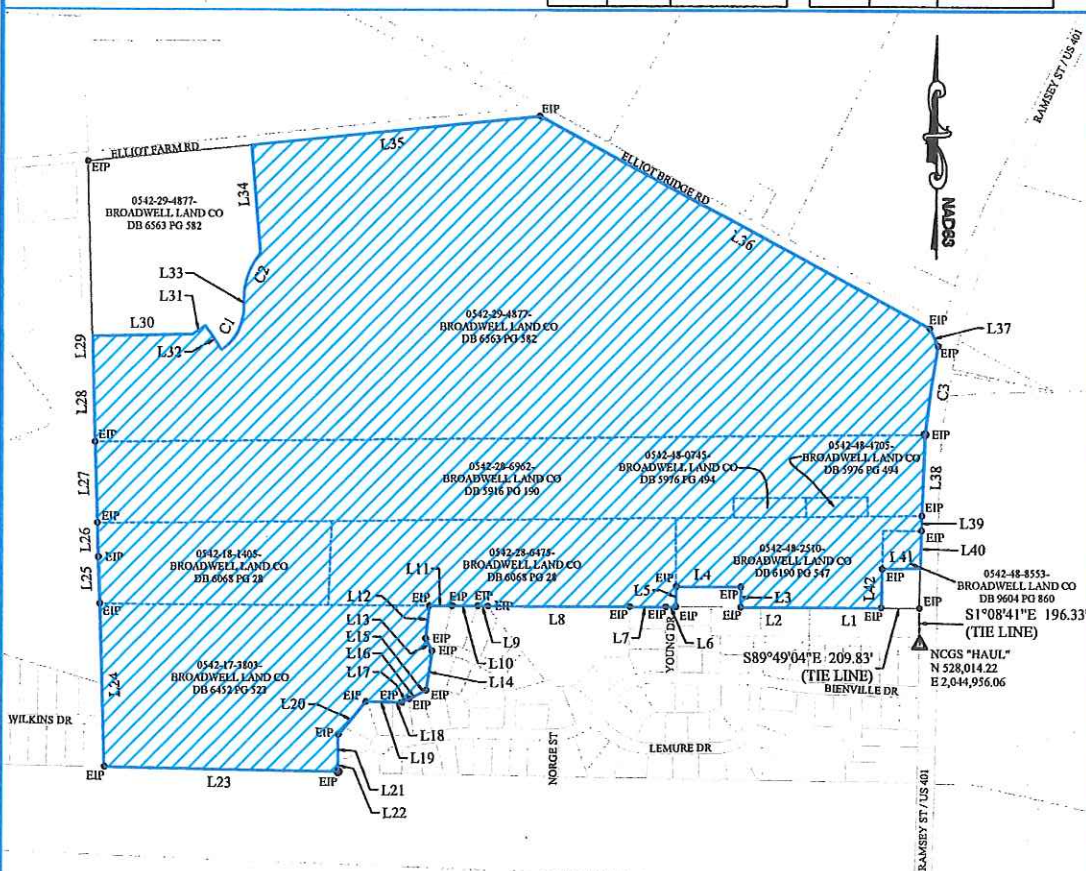 RAMSEY ST / US 401
EIP
ELLIOT FARM RD
EIP
L35
ELLIOT BRIDGE RD
NAD83
L34
0542-29-4877-
BROADWELL LAND CO
DB 6563 PG 582
L36
L33
C2
L31
L30
C1
L32
0542-29-4877-
BROADWELL LAND CO
DB 6563 PG 582
EIP
L37
EIP
L29
L28
C3
EIP
EIP
L27
0542-28-6962-
BROADWELL LAND CO
DB 5916 PG 190
0542-48-0745-
BROADWELL LAND CO
DB 5976 PG 494
0542-48-4705-
BROADWELL LAND CO
DB 5976 PG 494
L38
EIP
EIP
L26
L39
EIP
EIP
L40
L25
0542-18-1405-
BROADWELL LAND CO
DB 6068 PG 28
0542-28-6475-
BROADWELL LAND CO
DB 6068 PG 28
0542-48-2510-
BROADWELL LAND CO
DB 6190 PG 547
L41
0542-48-8553-
BROADWELL LAND CO
DB 9604 PG 860
L11
L12
L13
L15
L16
L17
EIP
EIP
EIP
EIP
EIP
L10
L9
L8
EIP
EIP
L7
L6
L5
EIP
L4
EIP
L3
EIP
L2
L1
EIP
L42
EIP
S1°08'41"E 196.33'
(TIE LINE)
YOUNG DR
S89°49'04"E 209.83'
(TIE LINE)
NCGS "HAUL"
N 528,014.22
E 2,044,956.06
BIENVILLE DR
L14
0542-17-3803-
BROADWELL LAND CO
DB 6452 PG 523
L24
EIP
EIP
EIP
L18
L19
L20
EIP
WILKINS DR
NORGE ST
LEMURE DR
EIP
L23
EIP
L21
L22
RAMSEY ST / US 401